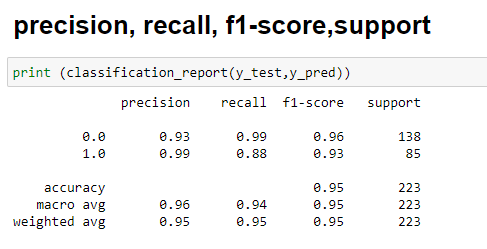 precision, recall, f1-score,support
print (classification_report(y_test,y_pred))
precision recall f1-score support
0.0 0.93 0.99 0.96 138
1.0 0.99 0.88 0.93 85
accuracy 0.95 223
macro avg 0.96 0.94 0.95 223
weighted avg 0.95 0.95 0.95 223